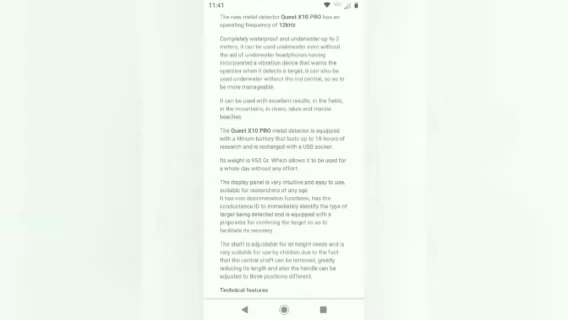 11:41
The new metal detector Quest X10 PRO has an
operating frequency of 12kHz
Completely waterproof and underwater up to 3
meters, it can be used underwater even without
the aid of underwater headphones having
incorporated a vibration device that warns the
operator when it detects a target, it can also be
used underwater without the rod central, so as to
be more manageable.
It can be used with excellent results, in the fields,
in the mountains, in rivers, lakes and marine
beaches
The Quest X10 PRO metal detector is equipped
with a lithium battery that lasts up to 18 hours of
research and is recharged with a USB socket.
Its weight is 950 Gr. Which allows it to be used for
a whole day without any effort
The display panel is very intuitive and easy to use,
suitable for researchers of any age
It has iron discrimination functions, has the
conductance ID to immediately identify the type of
target being detected and is equipped with a
pinpointer for centering the target so as to
facilitate its recovery
The shaft is adjustable for all height needs and is
very suitable for use by children due to the fact
that the central shaft can be removed, greatly
reducing its length and also the handle can be
adjusted to three positions different.
Technical features